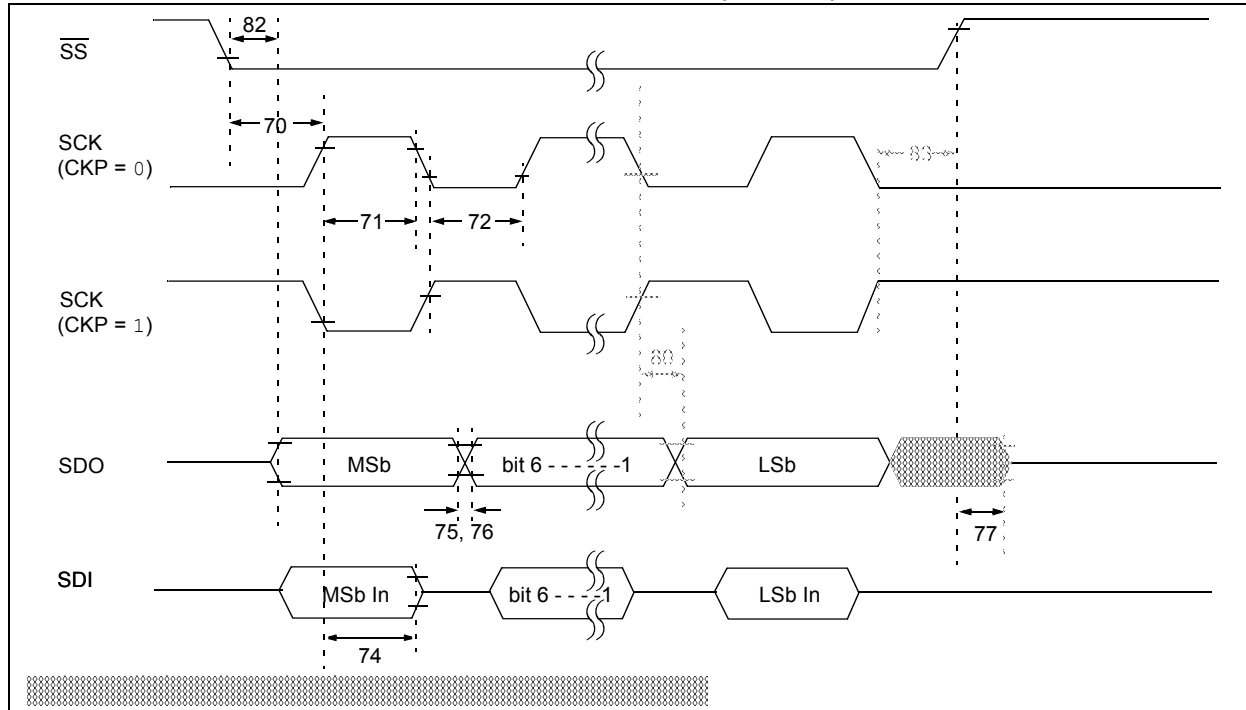 82
SS
70
SCK
(CKP = 0)
83
71
72
SCK
(CKP = 1)
80
SDO
MSb
bit 6 - - - - - -1
LSb
75, 76
77
SDI
MSb In
bit 6 - - - -1
LSb In
74